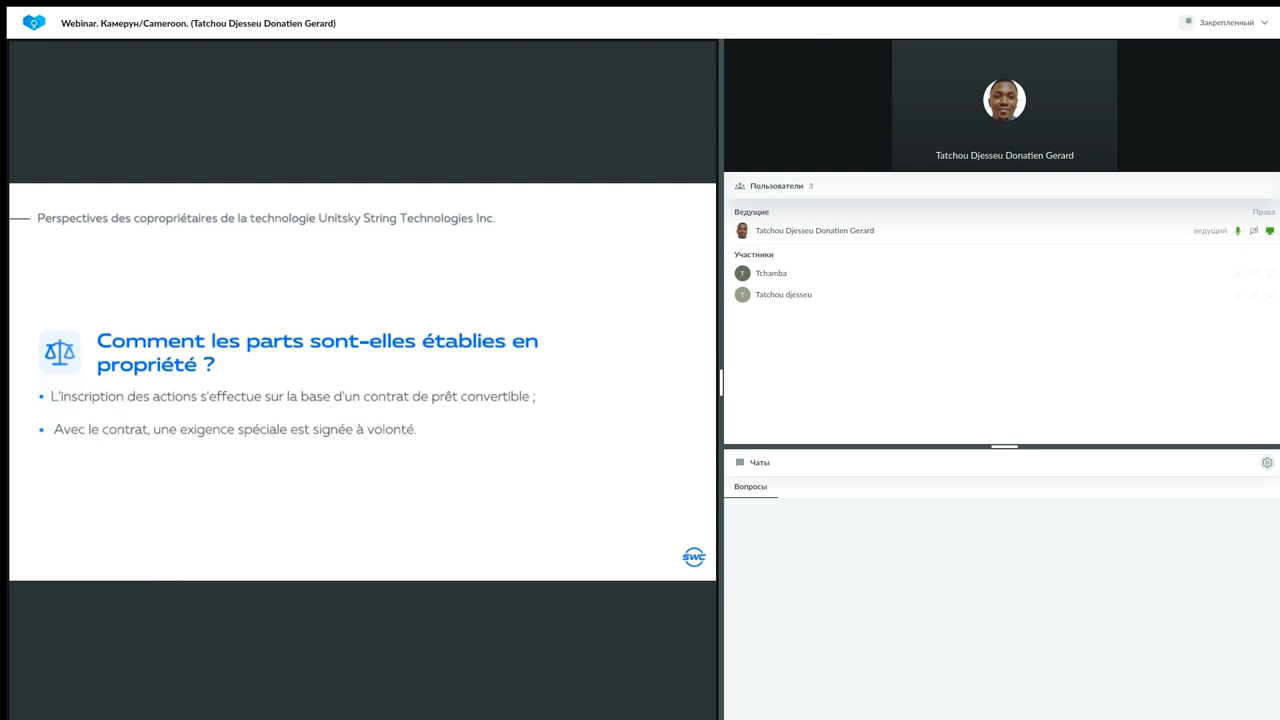 Webinar. Камерун/Cameroon. (Tatchou Djesseu Donatien Gerard)
Закрепленный
Perspectives des copropriétaires de la technologie Unitsky String Technologies Inc.
Comment les parts sont-elles établies en
propriété ?
• L'inscription des actions s'effectue sur la base d'un contrat de prêt convertible ;
• Avec le contrat, une exigence spéciale est signée à volonté.
SWC
Tatchou Djesseu Donatien Gerard
Пользователи 3
Ведущие Права
Tatchou Djesseu Donatien Gerard ведущий
Участники
T Tchamba
T Tatchou djesseu
Чаты
Вопросы